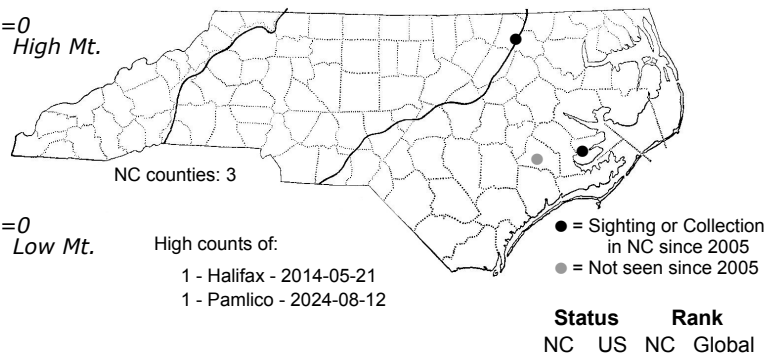 =0
High Mt.
NC counties: 3
=0
Low Mt.
High counts of:
1 - Halifax - 2014-05-21
1 - Pamlico - 2024-08-12
● = Sighting or Collection
in NC since 2005
● = Not seen since 2005
Status Rank
NC US NC Global